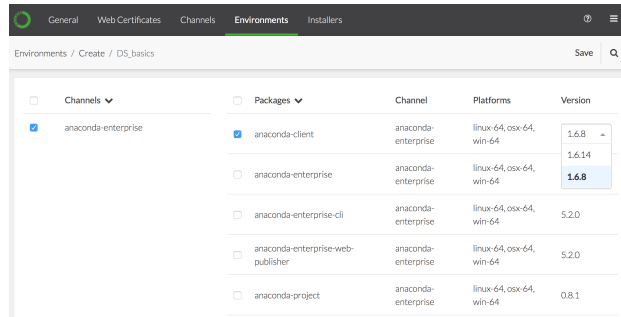 General Web Certificates Channels Environments Installers
Environments / Create / DS_basics Save
Channels
anaconda-enterprise
Packages Channel Platforms Version
anaconda-client anaconda-enterprise linux-64, osx-64, win-64 1.6.8
1.6.14
1.6.8
anaconda-enterprise anaconda-enterprise linux-64, osx-64, win-64
anaconda-enterprise-cli anaconda-enterprise linux-64, osx-64, win-64 5.2.0
anaconda-enterprise-web-publisher anaconda-enterprise linux-64, osx-64, win-64 5.2.0
anaconda-project anaconda-enterprise linux-64, osx-64, win-64 0.8.1